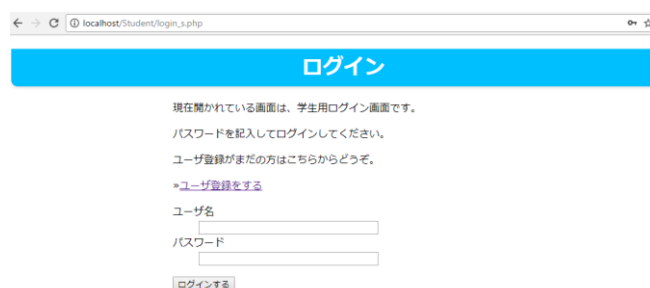 localhost/Student/login_s.php
ログイン
現在開かれている画面は、学生用ログイン画面です。
パスワードを記入してログインしてください。
ユーザ登録がまだの方はこちらからどうぞ。
»ユーザ登録をする
ユーザ名
パスワード
ログインする